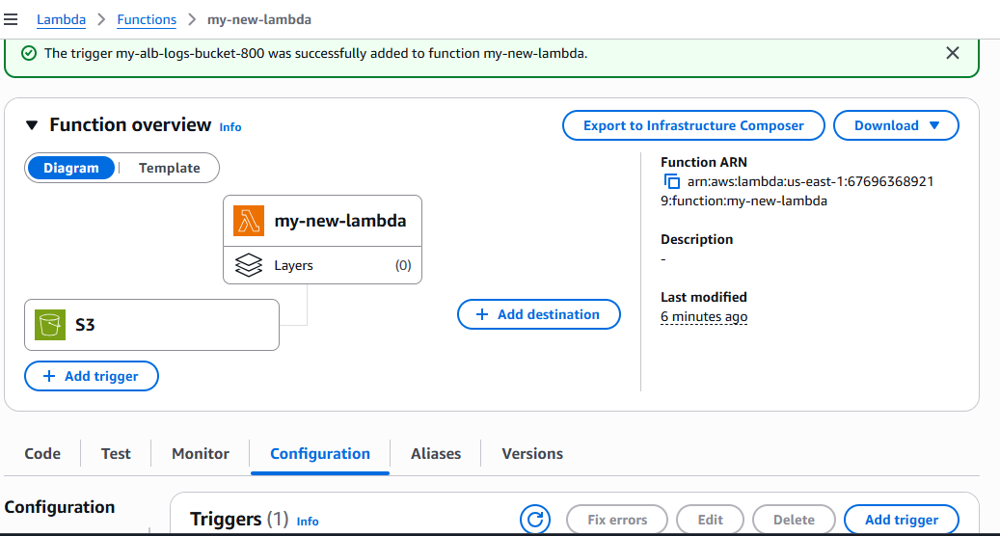 Lambda > Functions > my-new-lambda
The trigger my-alb-logs-bucket-800 was successfully added to function my-new-lambda.
Function overview Info
Export to Infrastructure Composer
Download
Diagram
Template
my-new-lambda
Layers (0)
S3
+ Add trigger
+ Add destination
Function ARN
arn:aws:lambda:us-east-1:67696368921
9:function:my-new-lambda
Description
-
Last modified
6 minutes ago
Code
Test
Monitor
Configuration
Aliases
Versions
Configuration
Triggers (1) Info
Fix errors
Edit
Delete
Add trigger